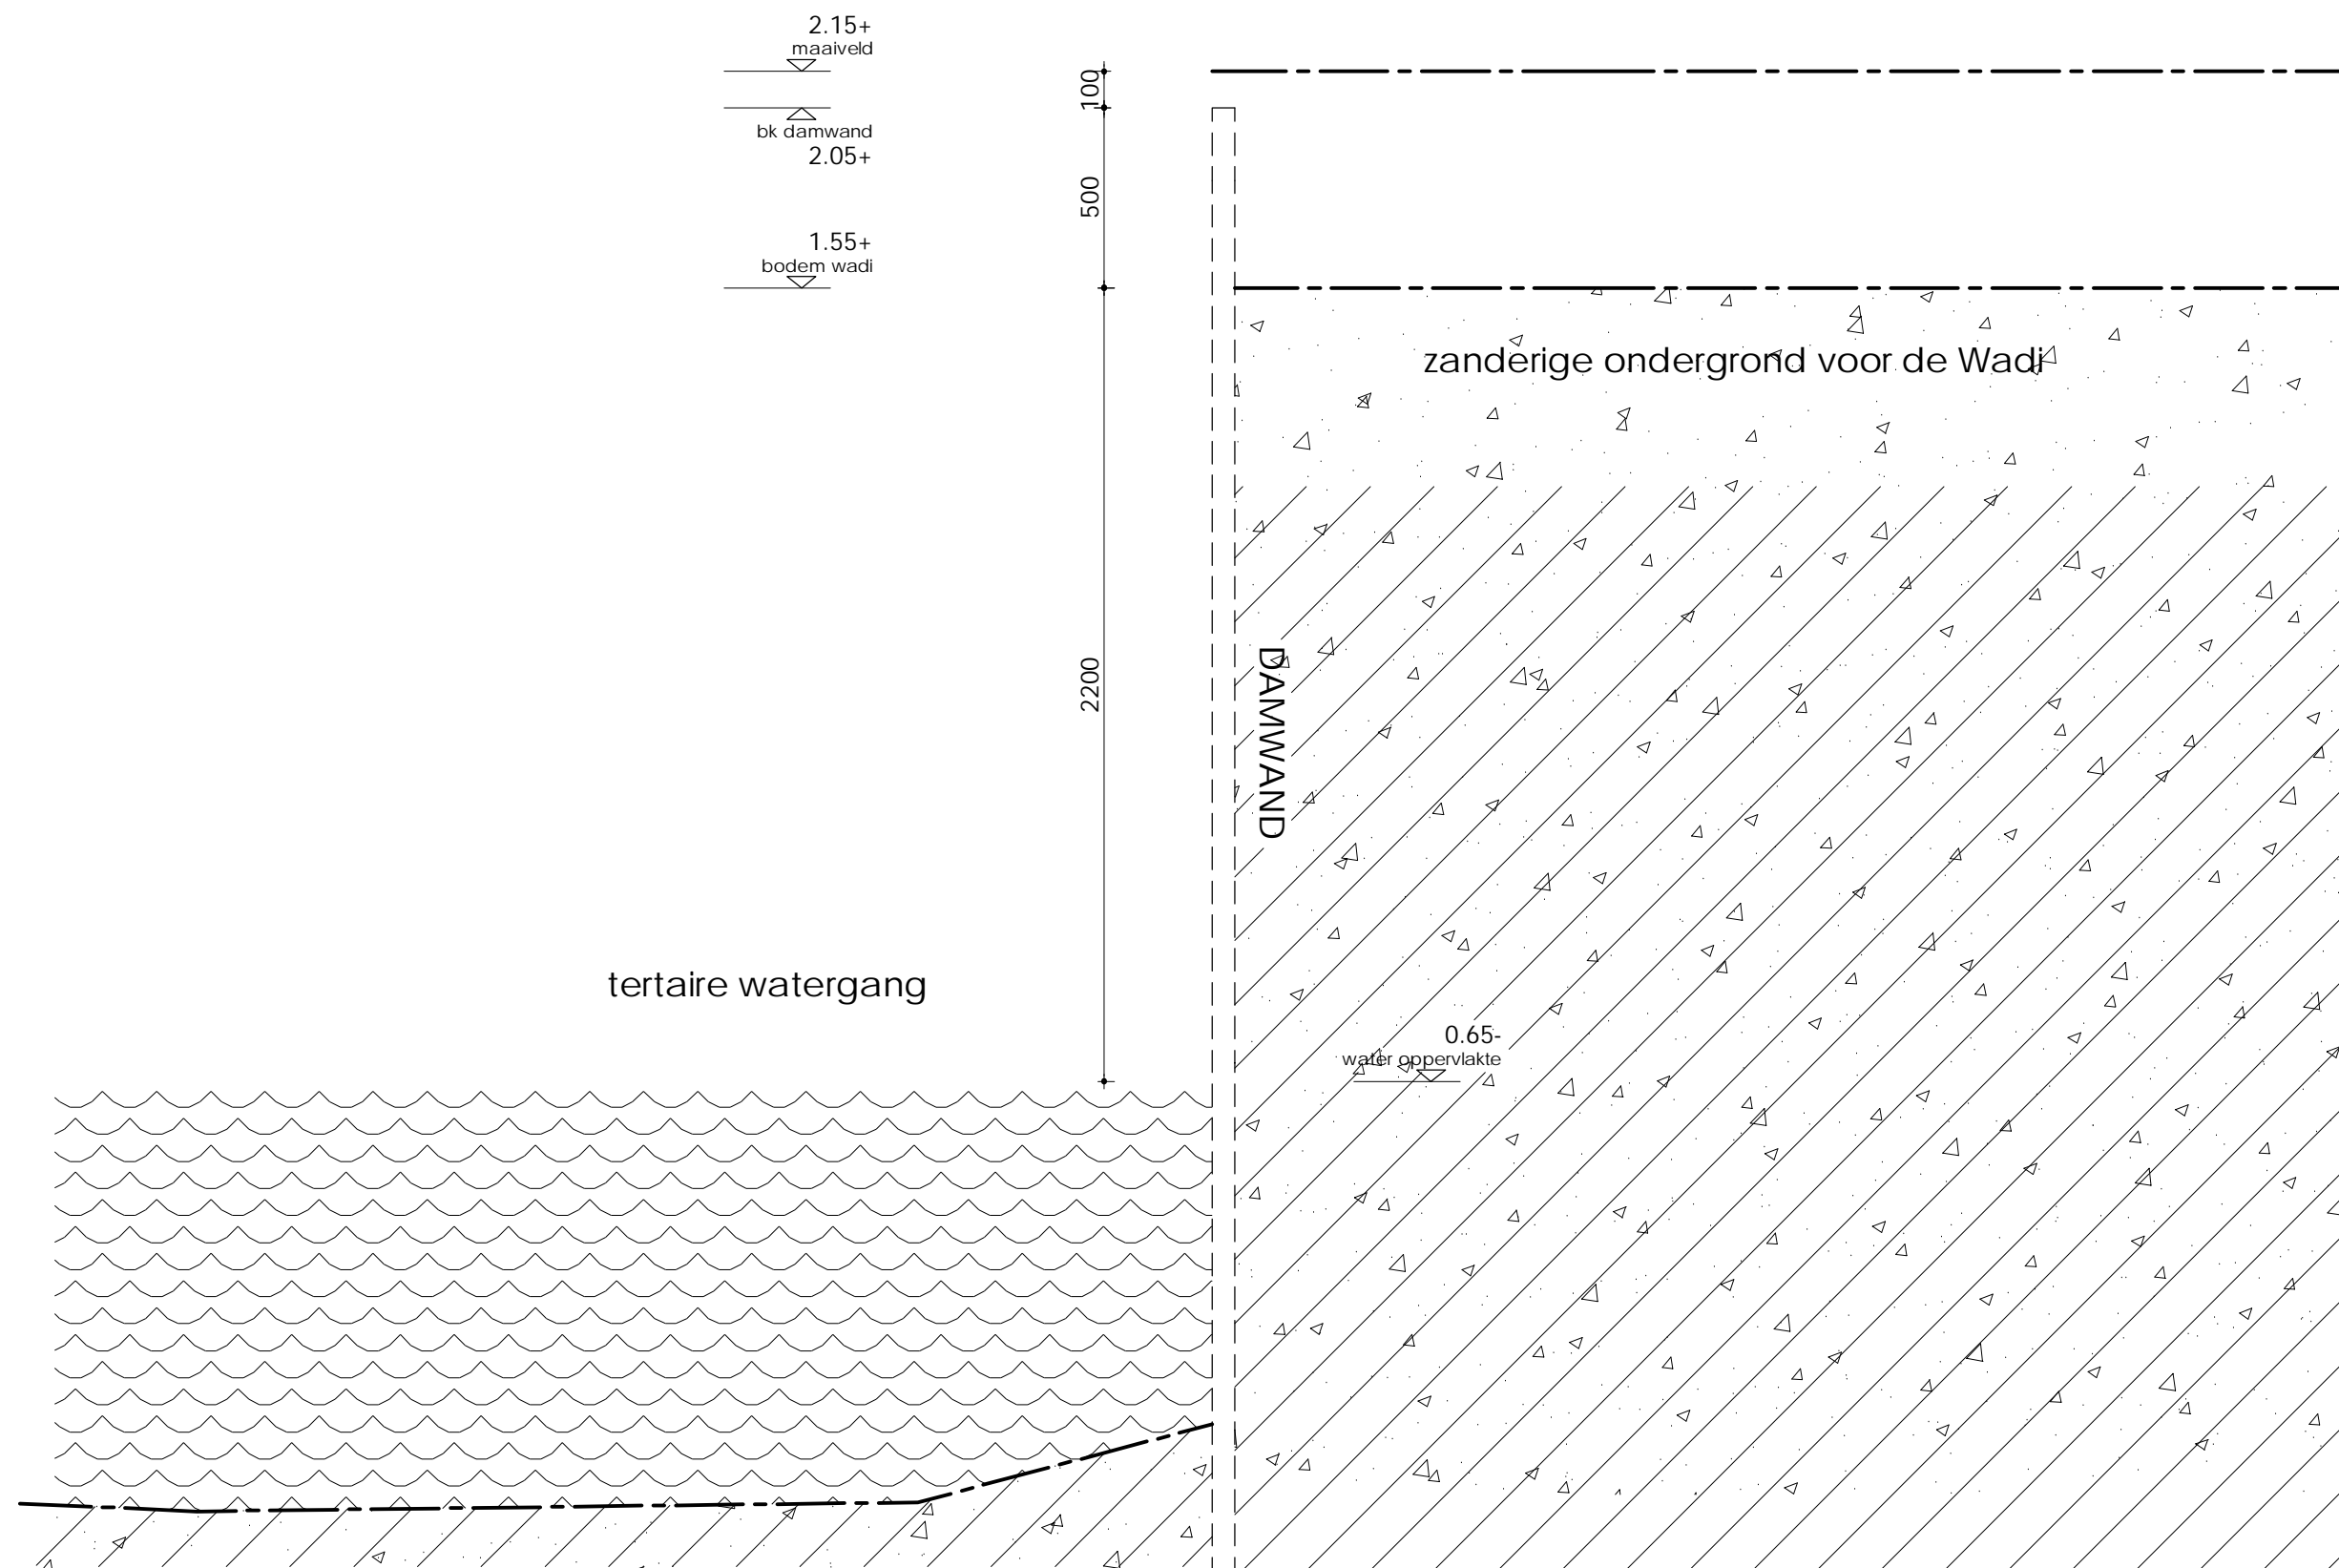 2.15+
maaiveld
bk damwand
2.05+
1.55+
bodem wadi
100
500
2200
zanderige ondergrond voor de Wadi
DAMWAND
tertaire watergang
0.65-
water oppervlakte